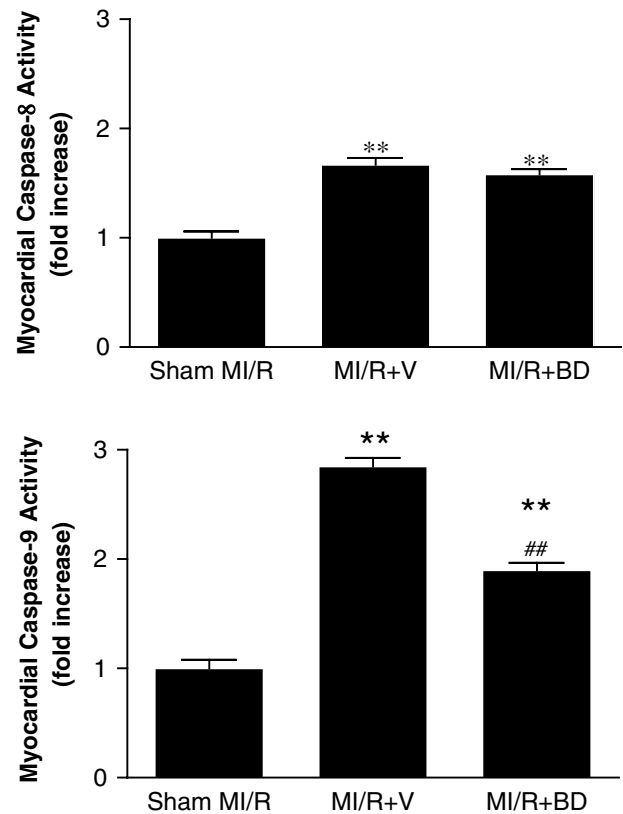 Myocardial Caspase-8 Activity
(fold increase)
3
2
1
0
**
**
Sham MI/R
MI/R+V
MI/R+BD
Myocardial Caspase-9 Activity
(fold increase)
3
2
1
0
**
**
##
Sham MI/R
MI/R+V
MI/R+BD